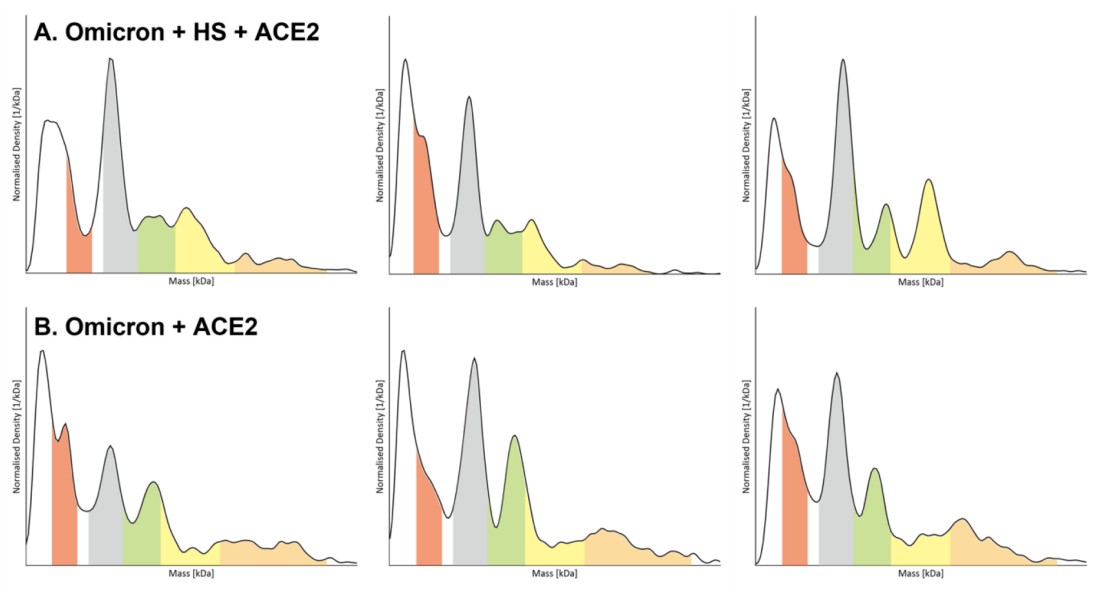 A. Omicron + HS + ACE2
Normalised Density [1/kDa]
Mass [kDa]
Normalised Density [1/kDa]
Mass [kDa]
Normalised Density [1/kDa]
Mass [kDa]
B. Omicron + ACE2
Normalised Density [1/kDa]
Mass [kDa]
Normalised Density [1/kDa]
Mass [kDa]
Normalised Density [1/kDa]
Mass [kDa]